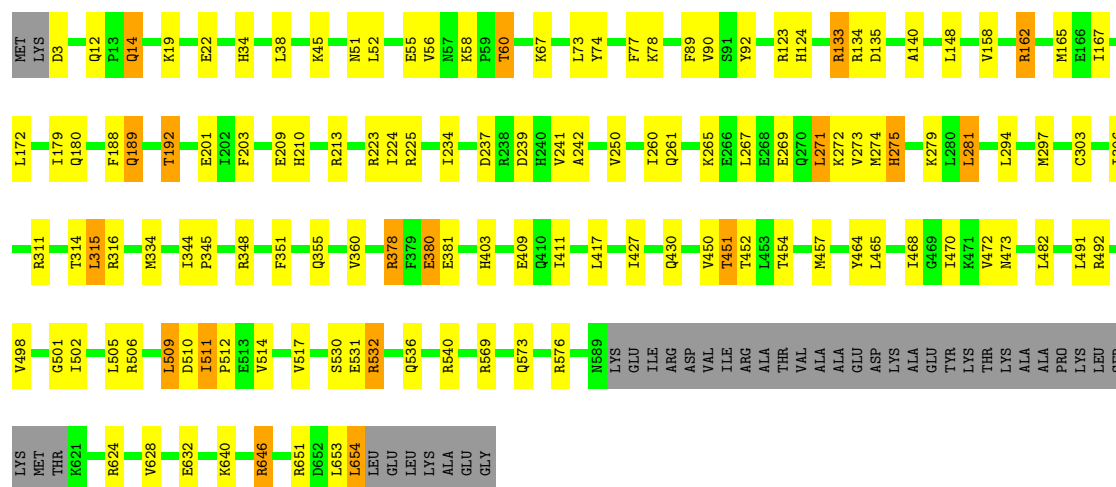 MET LYS D3 Q12 P13 Q14 K19 E22 H34 L38 K45 N51 L52 E55 V56 N57 K58 P59 T60 K67 L73 Y74 F77 K78 F89 V90 S91 Y92 R123 H124 R133 R134 D135 A140 L148 V158 R162 M165 E166 I167
L172 I179 Q180 F188 Q189 T192 E201 I202 F203 E209 H210 R213 R223 I224 R225 I234 D237 R238 D239 H240 V241 A242 V250 I260 Q261 K265 E266 L267 E268 E269 Q270 L271 K272 V273 M274 H275 K279 L280 L281 L294 M297 C303
R311 T314 L315 R316 M334 I344 P345 R348 F351 Q355 V360 R378 F379 E380 E381 H403 E409 Q410 I411 L417 I427 Q430 V450 T451 T452 L453 T454 M457 Y464 L465 I468 G469 I470 K471 V472 N473 L482 L491 R492
V498 G501 I502 L505 R506 L509 D510 I511 P512 E513 V514 V517 S530 E531 R532 Q536 R540 R569 Q573 R576 N589 LYS GLU ILE ARG ASP VAL ILE ARG ALA THR VAL ALA ALA GLU ASP LYS ALA GLU TYR LYS THR LYS ALA ALA PRO LYS LEU
LYS MET THR K621 R624 V628 E632 K640 R646 R651 D652 L653 L654 LEU GLU LEU LYS ALA GLU GLY